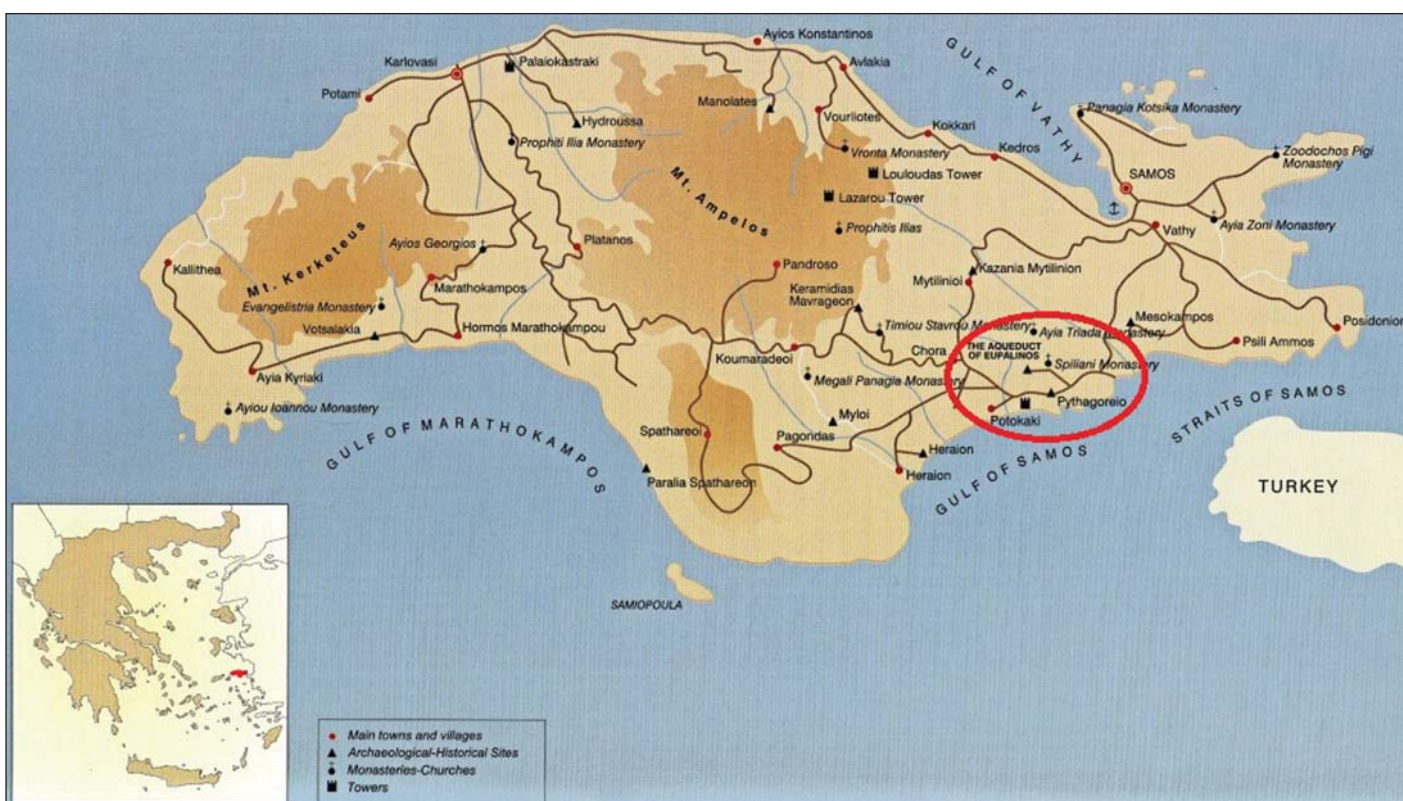 Ayios Konstantinos
Karlovasi
Palaiokastraki
Avlakia
GULF OF VATHY
Potami
Manolates
Vourliotes
Panagia Kotsika Monastery
Hydroussa
Kokkari
Prophiti Ilia Monastery
Vronta Monastery
Kedros
Zoodochos Pigi
Monastery
Louloudas Tower
SAMOS
Mt. Ampelos
Lazarou Tower
Ayia Zoni Monastery
Prophitis Ilias
Vathy
Ayios Georgios
Platanos
Kallithea
Mt. Kerketeus
Pandroso
Kazania Mytilinion
Marathokampos
Mytilinioi
Keramidias
Mavrageon
Evangelistria Monastery
Mesokampos
Posidonion
Votsalakia
Hormos Marathokampou
Timiou Stavrou Monastery
Ayia Triada Monastery
Psili Ammos
THE AQUEDUCT
OF EUPALINOS
Koumaradeoi
Chora
Spiliani Monastery
Ayia Kyriaki
Megali Panagia Monastery
Pythagoreio
Ayiou Ioannou Monastery
Myloi
Potokaki
STRAITS OF SAMOS
GULF OF MARATHOKAMPOS
Spathareoi
Pagondas
Heraion
GULF OF SAMOS
Paralia Spathareon
Heraion
TURKEY
SAMIOPOULA
Main towns and villages
Archaeological-Historical Sites
Monasteries-Churches
Towers